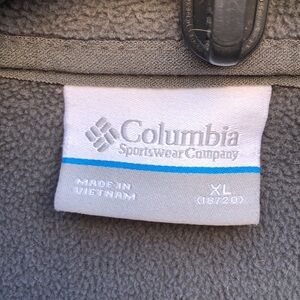 Columbia
Sportswear Company
MADE IN
VIETNAM
XL
(18/20)